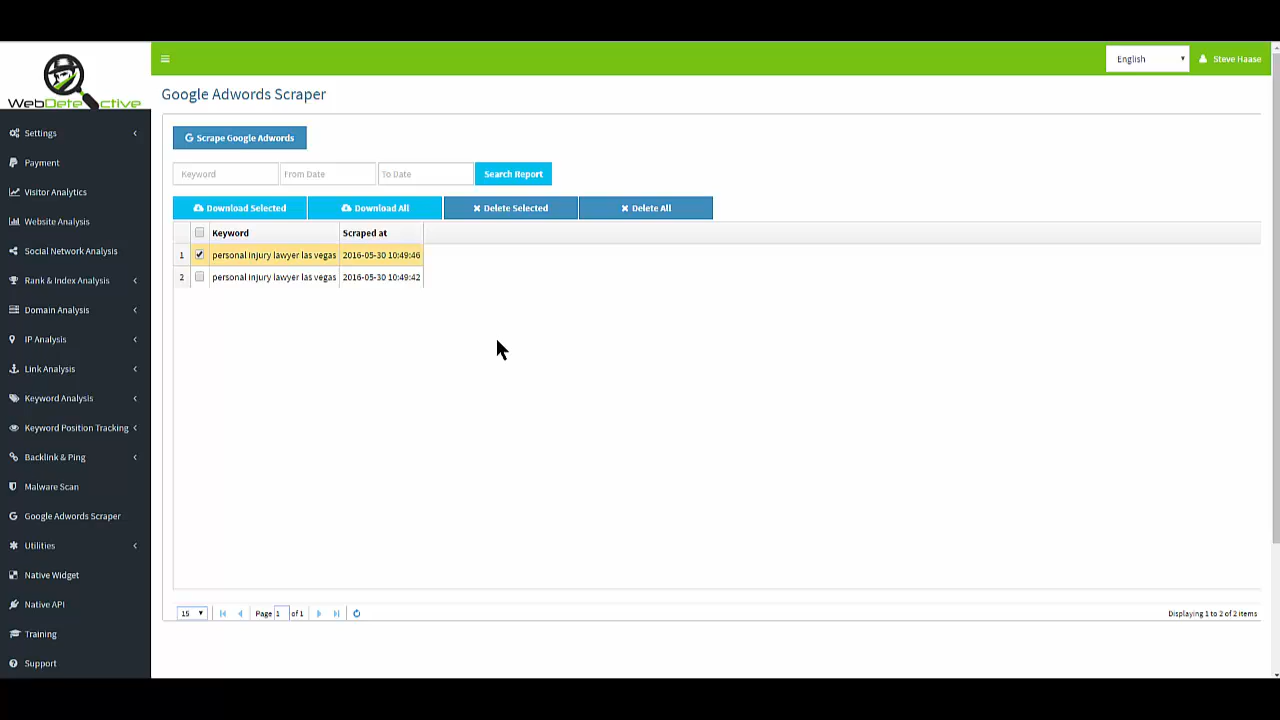 English
Steve Haase
WebDetective
Google Adwords Scraper
Settings
Payment
Visitor Analytics
Website Analysis
Social Network Analysis
Rank & Index Analysis
Domain Analysis
IP Analysis
Link Analysis
Keyword Analysis
Keyword Position Tracking
Backlink & Ping
Malware Scan
Google Adwords Scraper
Utilities
Native Widget
Native API
Training
Support
G Scrape Google Adwords
Keyword From Date To Date Search Report
Download Selected Download All Delete Selected Delete All
Keyword Scraped at
1 personal injury lawyer las vegas 2016-05-30 10:49:46
2 personal injury lawyer las vegas 2016-05-30 10:49:42
15 Page 1 of 1 Displaying 1 to 2 of 2 items